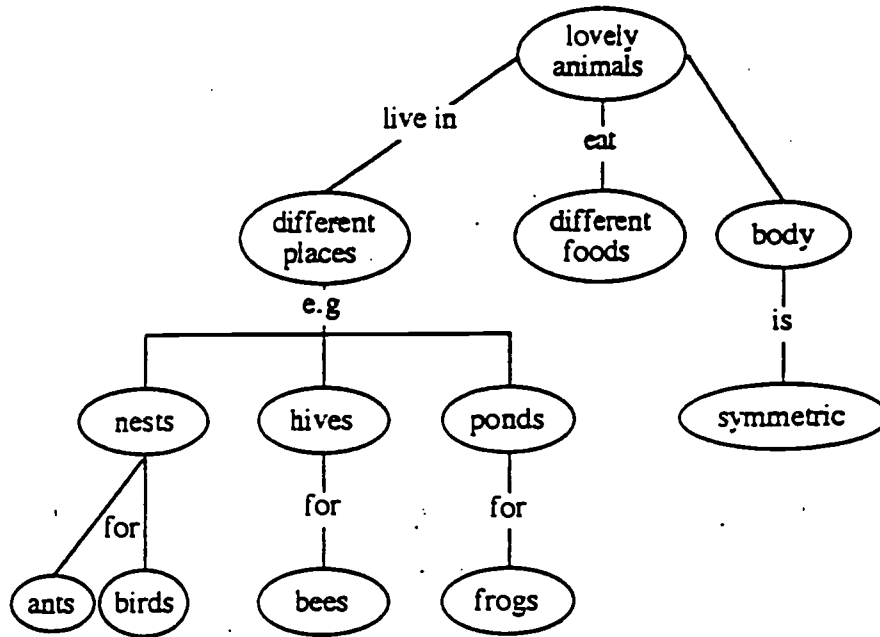 lovely
animals
live in
eat
different
places
different
foods
body
e.g
is
nests
hives
ponds
symmetric
for
for
for
ants
birds
bees
frogs